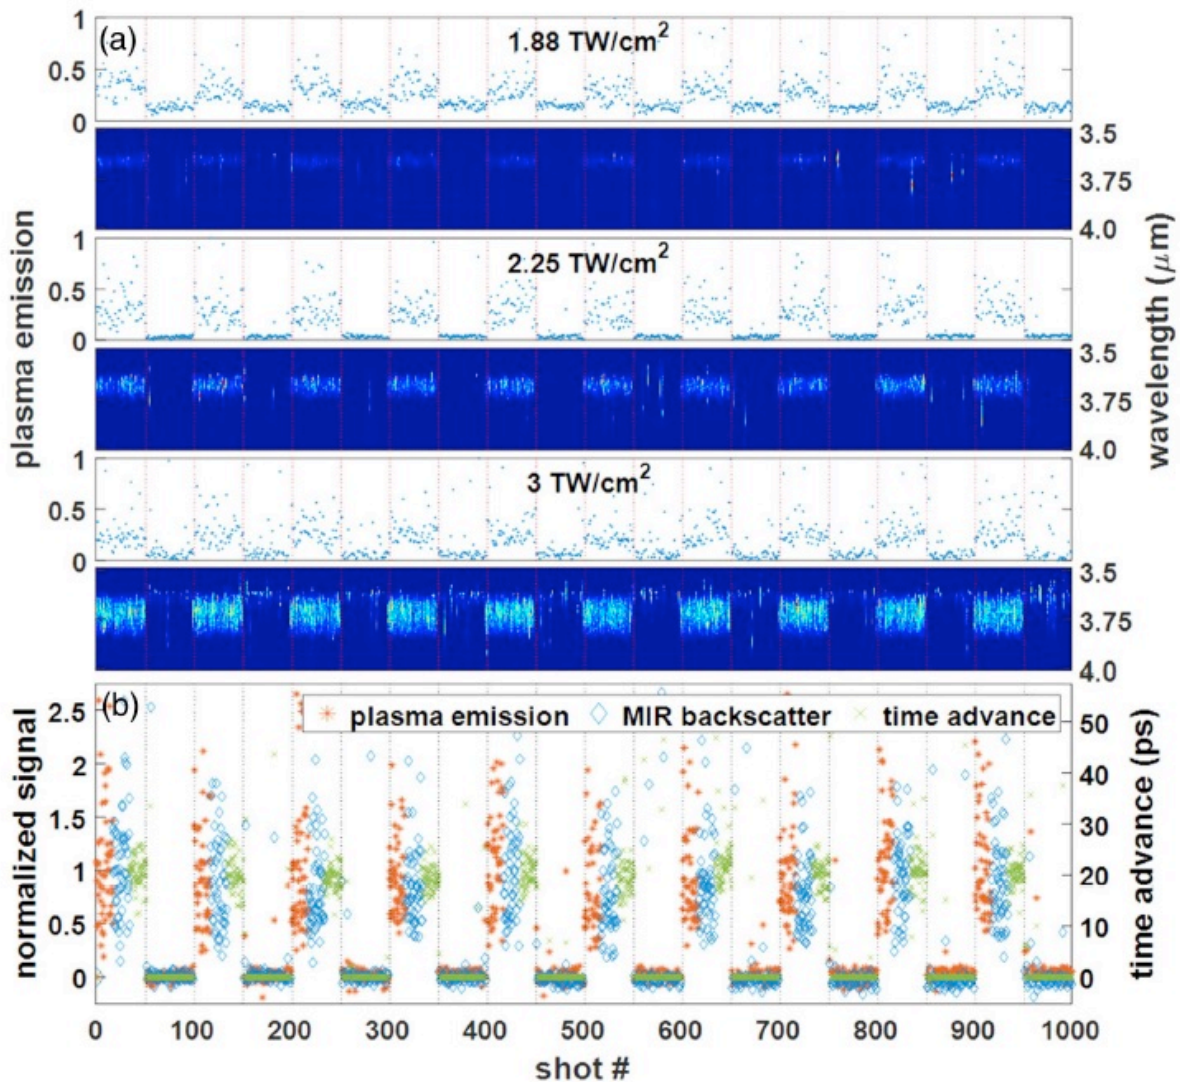 (a)
1.88 TW/cm²
1
0.5
0
3.5
3.75
4.0
2.25 TW/cm²
1
0.5
0
3.5
3.75
4.0
3 TW/cm²
1
0.5
0
3.5
3.75
4.0
plasma emission
wavelength (μm)
(b)
plasma emission MIR backscatter time advance
2.5
2
1.5
1
0.5
0
50
40
30
20
10
0
normalized signal
time advance (ps)
0 100 200 300 400 500 600 700 800 900 1000
shot #